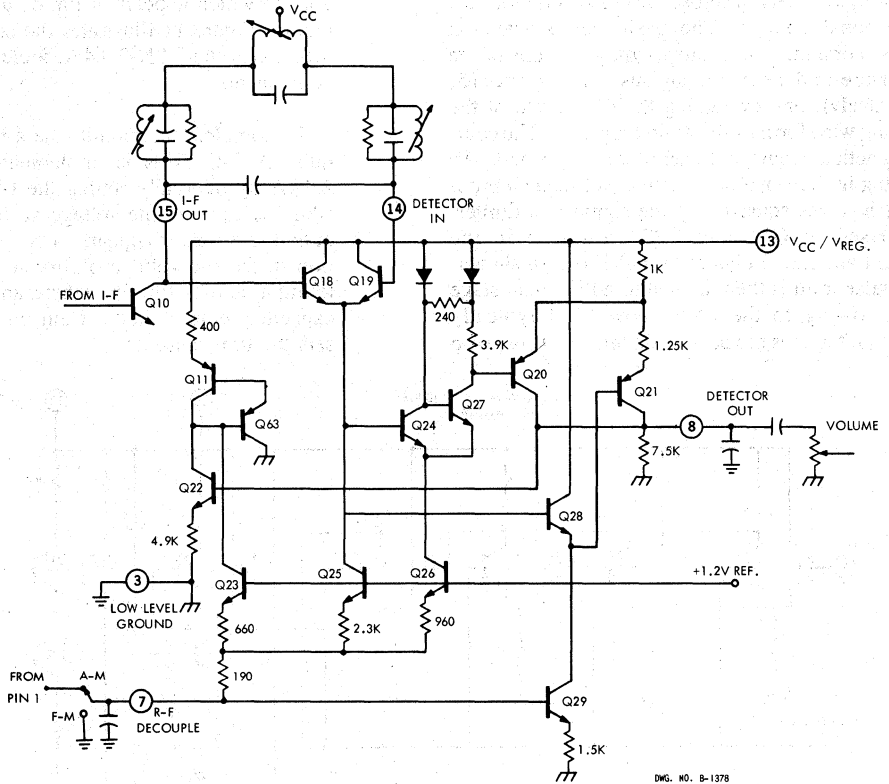 VCC
15
I-F
OUT
14
DETECTOR
IN
13
VCC / VREG.
FROM I-F
Q10
Q18
Q19
1K
240
400
3.9K
1.25K
Q11
Q20
Q21
Q63
Q24
Q27
DETECTOR
OUT
8
VOLUME
7.5K
Q22
Q28
4.9K
Q23
Q25
Q26
+1.2V REF.
3
LOW LEVEL
GROUND
660
2.3K
960
190
FROM
PIN 1
A-M
7
F-M
R-F
DECOUPLE
Q29
1.5K
DWG. NO. B-1378